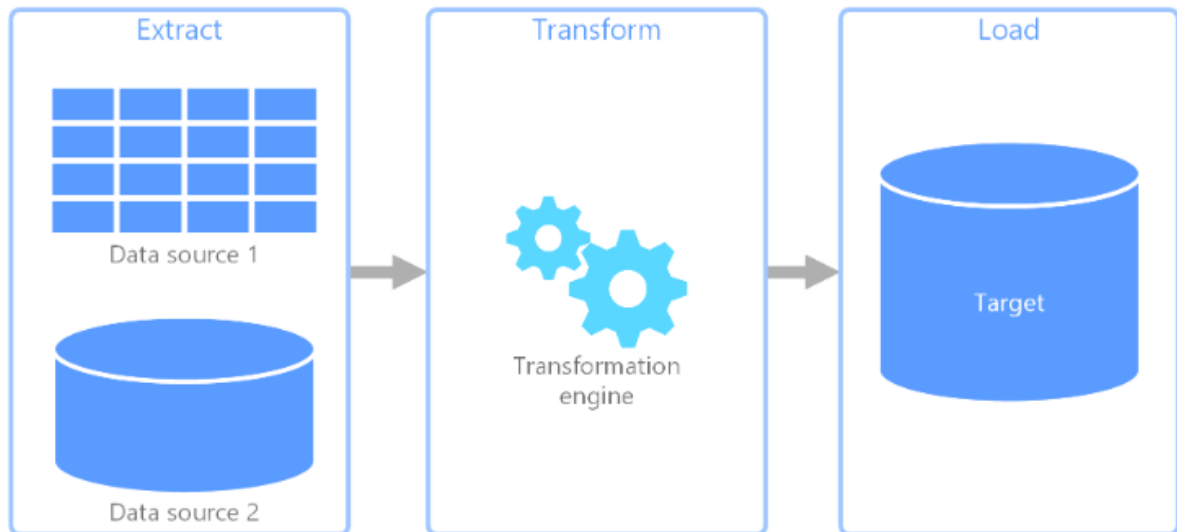 Extract
Data source 1
Data source 2
Transform
Transformation
engine
Load
Target